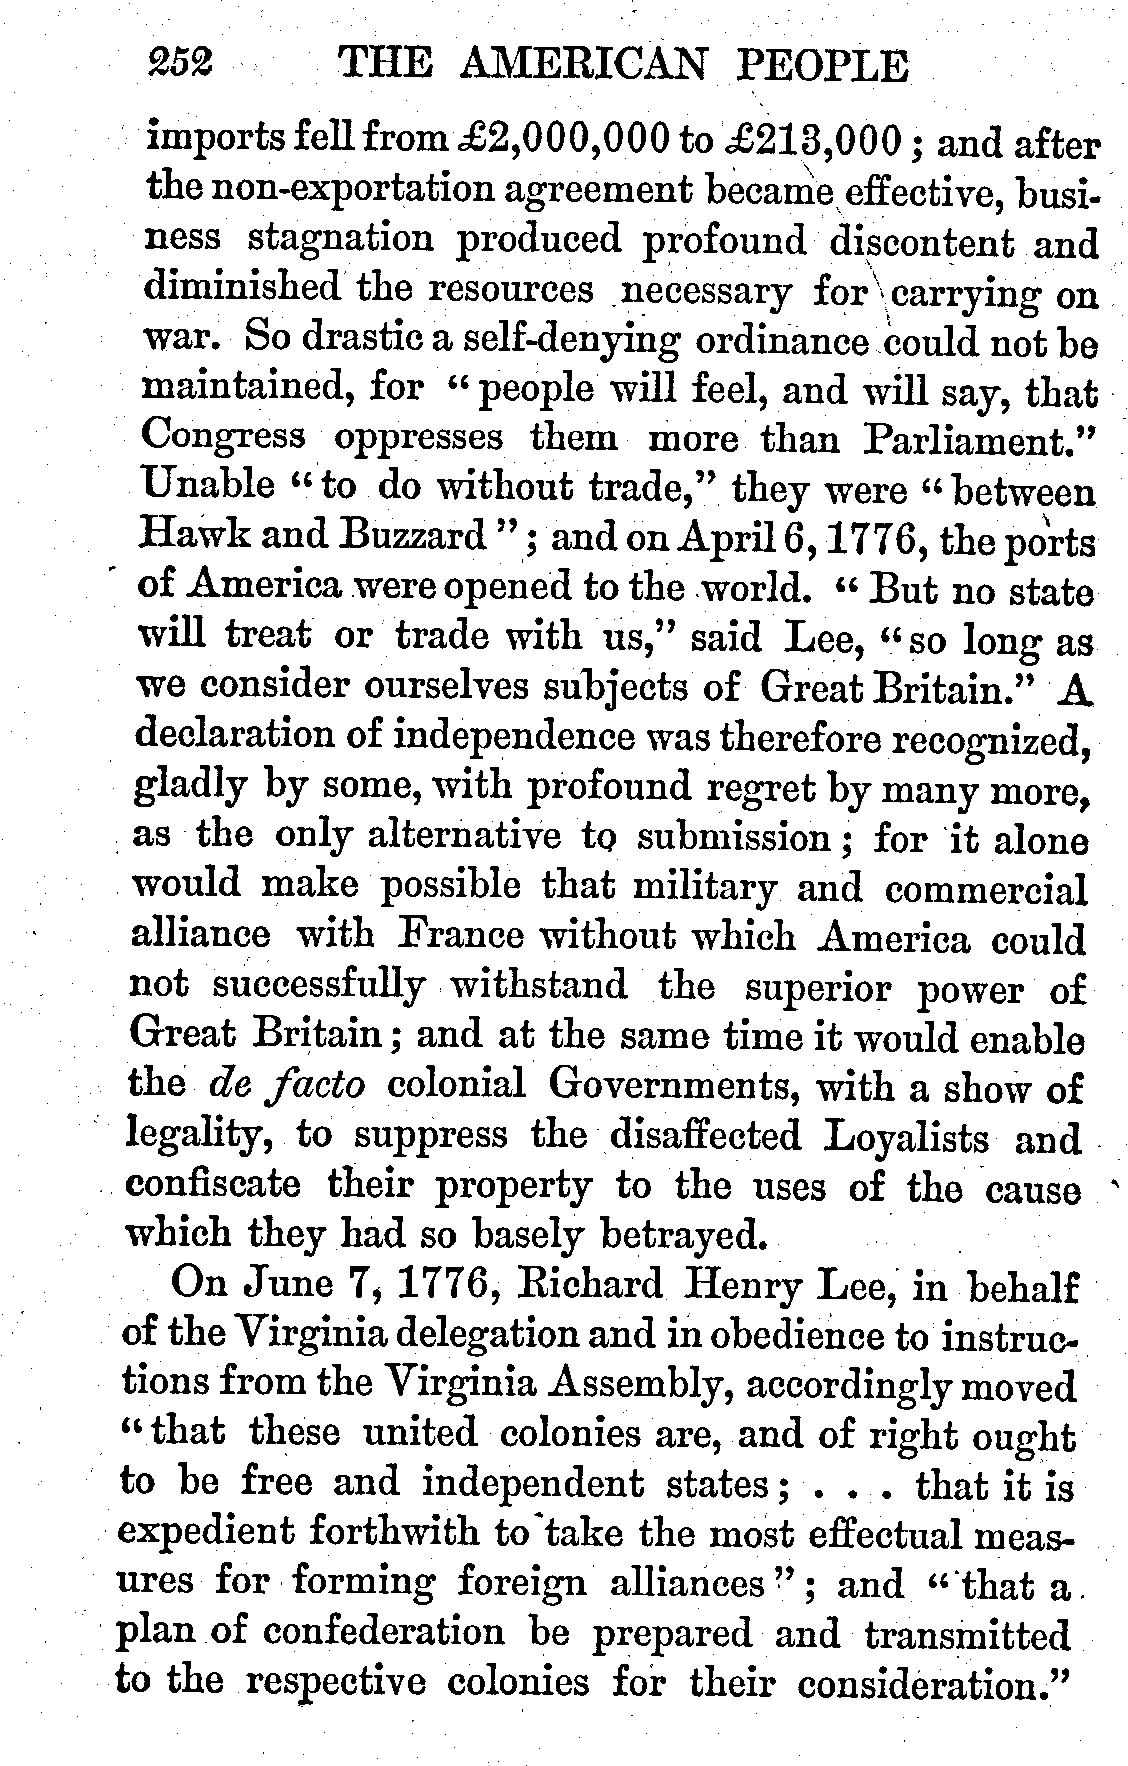 252 THE AMERICAN PEOPLE
imports fell from £2,000,000 to £213,000; and after
the non-exportation agreement became effective, busi-
ness stagnation produced profound discontent and
diminished the resources necessary for carrying on
war. So drastic a self-denying ordinance could not be
maintained, for "people will feel, and will say, that
Congress oppresses them more than Parliament."
Unable "to do without trade," they were "between
Hawk and Buzzard"; and on April 6, 1776, the ports
of America were opened to the world. "But no state
will treat or trade with us," said Lee, "so long as
we consider ourselves subjects of Great Britain." A
declaration of independence was therefore recognized,
gladly by some, with profound regret by many more,
as the only alternative to submission; for it alone
would make possible that military and commercial
alliance with France without which America could
not successfully withstand the superior power of
Great Britain; and at the same time it would enable
the de facto colonial Governments, with a show of
legality, to suppress the disaffected Loyalists and
confiscate their property to the uses of the cause
which they had so basely betrayed.
On June 7, 1776, Richard Henry Lee, in behalf
of the Virginia delegation and in obedience to instruc-
tions from the Virginia Assembly, accordingly moved
"that these united colonies are, and of right ought
to be free and independent states; . . . that it is
expedient forthwith to take the most effectual meas-
ures for forming foreign alliances"; and "that a
plan of confederation be prepared and transmitted
to the respective colonies for their consideration."